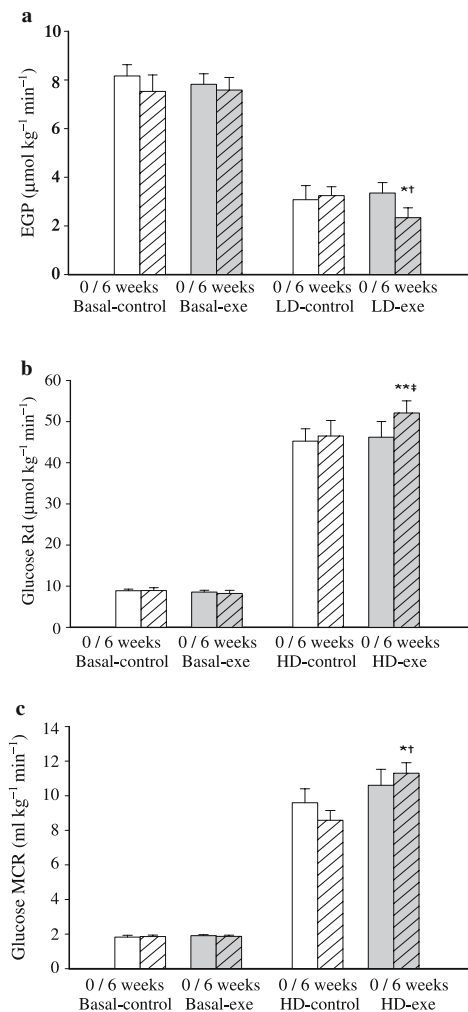 a
EGP (µmol kg⁻¹ min⁻¹)
10
8
6
4
2
0
*†
0 / 6 weeks 0 / 6 weeks 0 / 6 weeks 0 / 6 weeks
Basal-control Basal-exe LD-control LD-exe
b
Glucose Rd (µmol kg⁻¹ min⁻¹)
60
50
40
30
20
10
0
**‡
0 / 6 weeks 0 / 6 weeks 0 / 6 weeks 0 / 6 weeks
Basal-control Basal-exe HD-control HD-exe
c
Glucose MCR (ml kg⁻¹ min⁻¹)
14
12
10
8
6
4
2
0
*†
0 / 6 weeks 0 / 6 weeks 0 / 6 weeks 0 / 6 weeks
Basal-control Basal-exe HD-control HD-exe